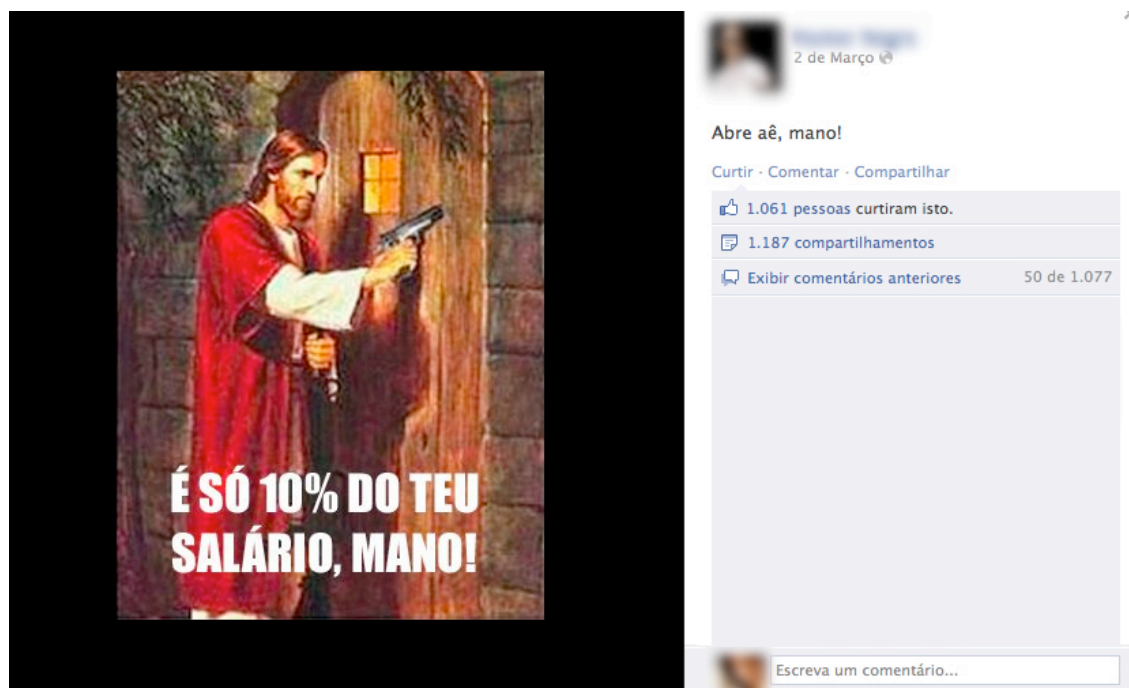 É SÓ 10% DO TEU
SALÁRIO, MANO!
2 de Março
Abre aê, mano!
Curtir · Comentar · Compartilhar
1.061 pessoas curtiram isto.
1.187 compartilhamentos
Exibir comentários anteriores 50 de 1.077
Escreva um comentário...